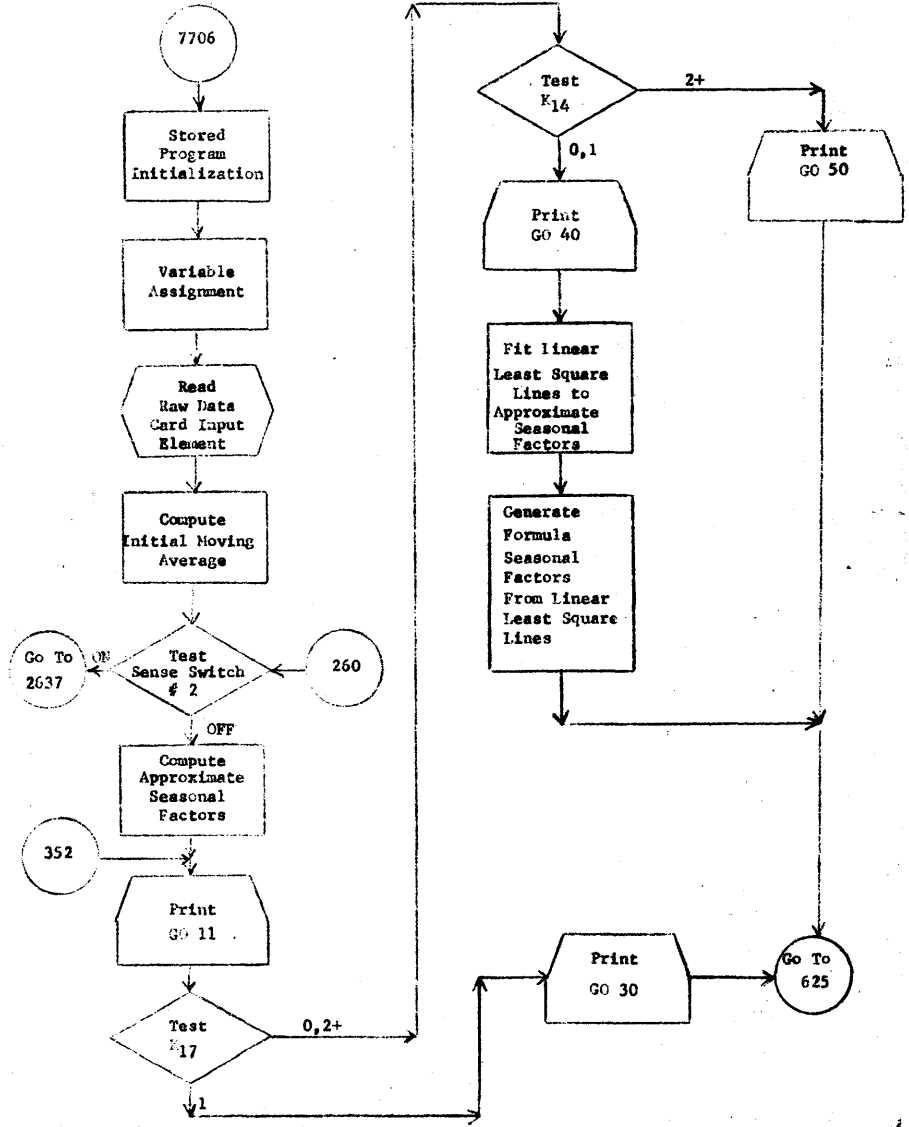 7706
Stored
Program
Initialization
Variable
Assignment
Read
Raw Data
Card Input
Element
Compute
Initial Moving
Average
Go To
2637
ON
Test
Sense Switch
# 2
260
OFF
Compute
Approximate
Seasonal
Factors
352
Print
GO 11
Test
K17
0,2+
1
Test
K14
2+
0,1
Print
GO 50
Print
GO 40
Fit linear
Least Square
Lines to
Approximate
Seasonal
Factors
Generate
Formula
Seasonal
Factors
From Linear
Least Square
Lines
Print
GO 30
Go To
625